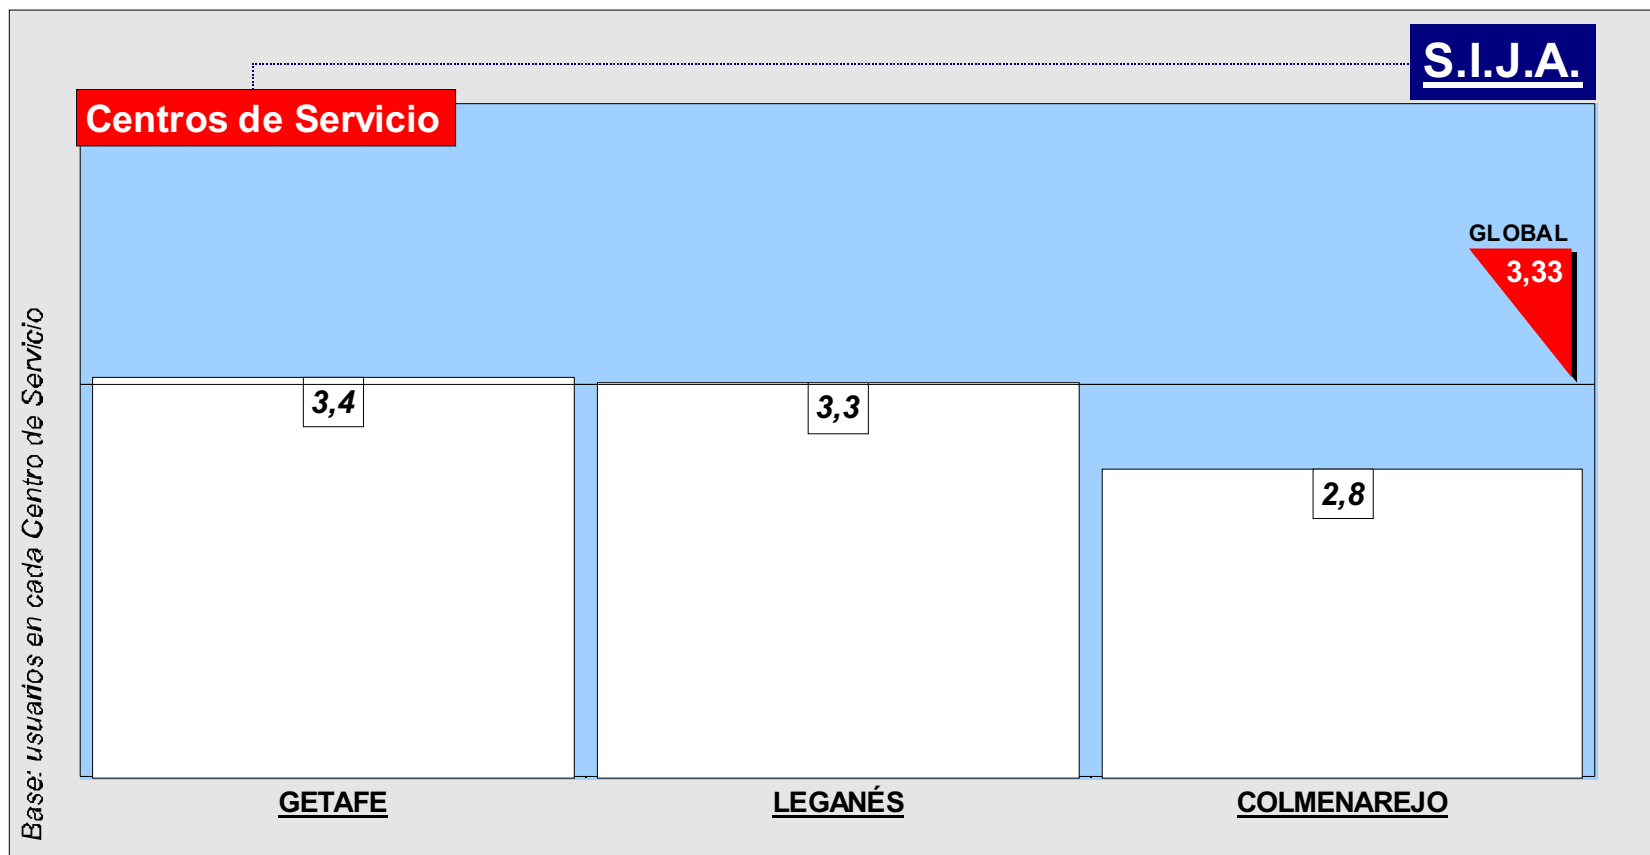 S.I.J.A.
Centros de Servicio
GLOBAL
3,33
3,4
3,3
2,8
GETAFE
LEGANÉS
COLMENAREJO
Base: usuarios en cada Centro de Servicio